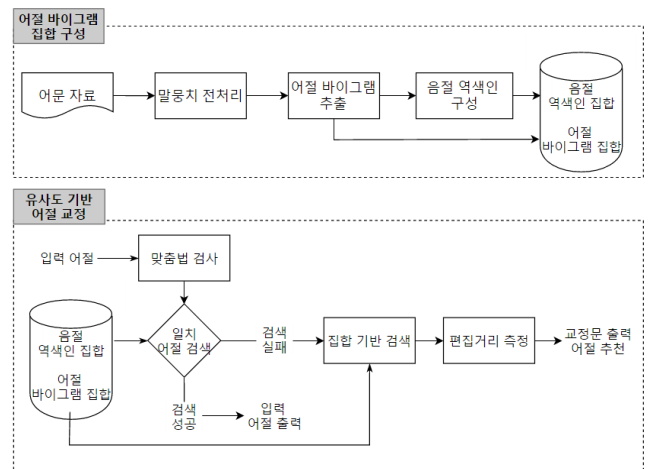 어절 바이그램
집합 구성
어문 자료
말뭉치 전처리
어절 바이그램
추출
음절 역색인
구성
음절
역색인 집합
어절
바이그램 집합
유사도 기반
어절 교정
입력 어절
맞춤법 검사
음절
역색인 집합
어절
바이그램 집합
일치
어절 검색
검색
실패
집합 기반 검색
편집거리 측정
교정문 출력
어절 추천
검색
성공
입력
어절 출력